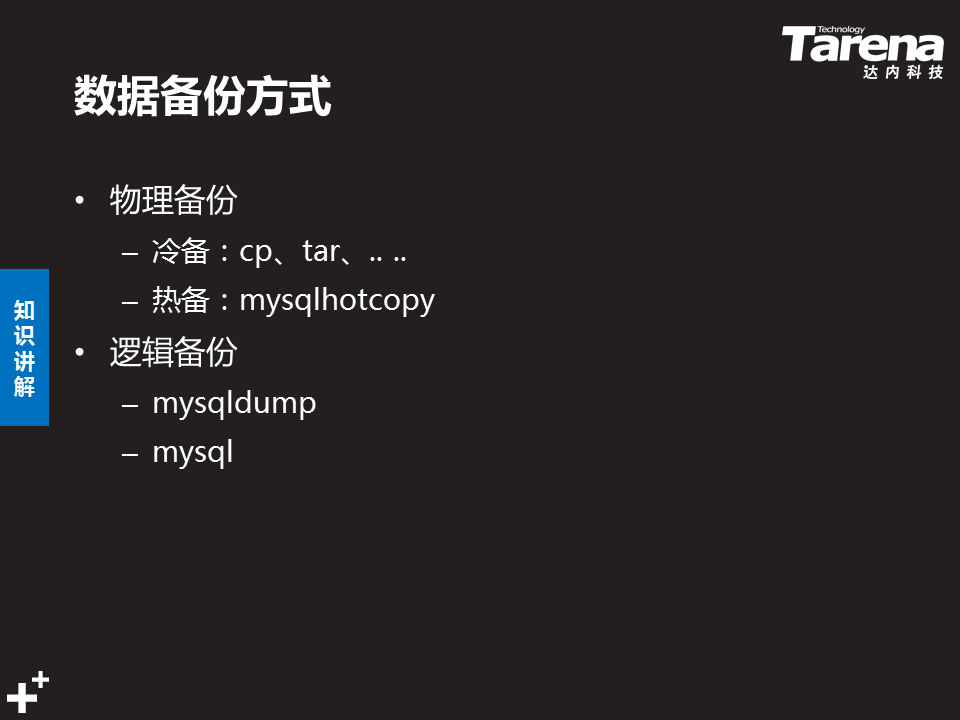 Technology
Tarena
达内科技
数据备份方式
• 物理备份
– 冷备：cp、tar、.. ..
– 热备：mysqlhotcopy
• 逻辑备份
– mysqldump
– mysql
知
识
讲
解